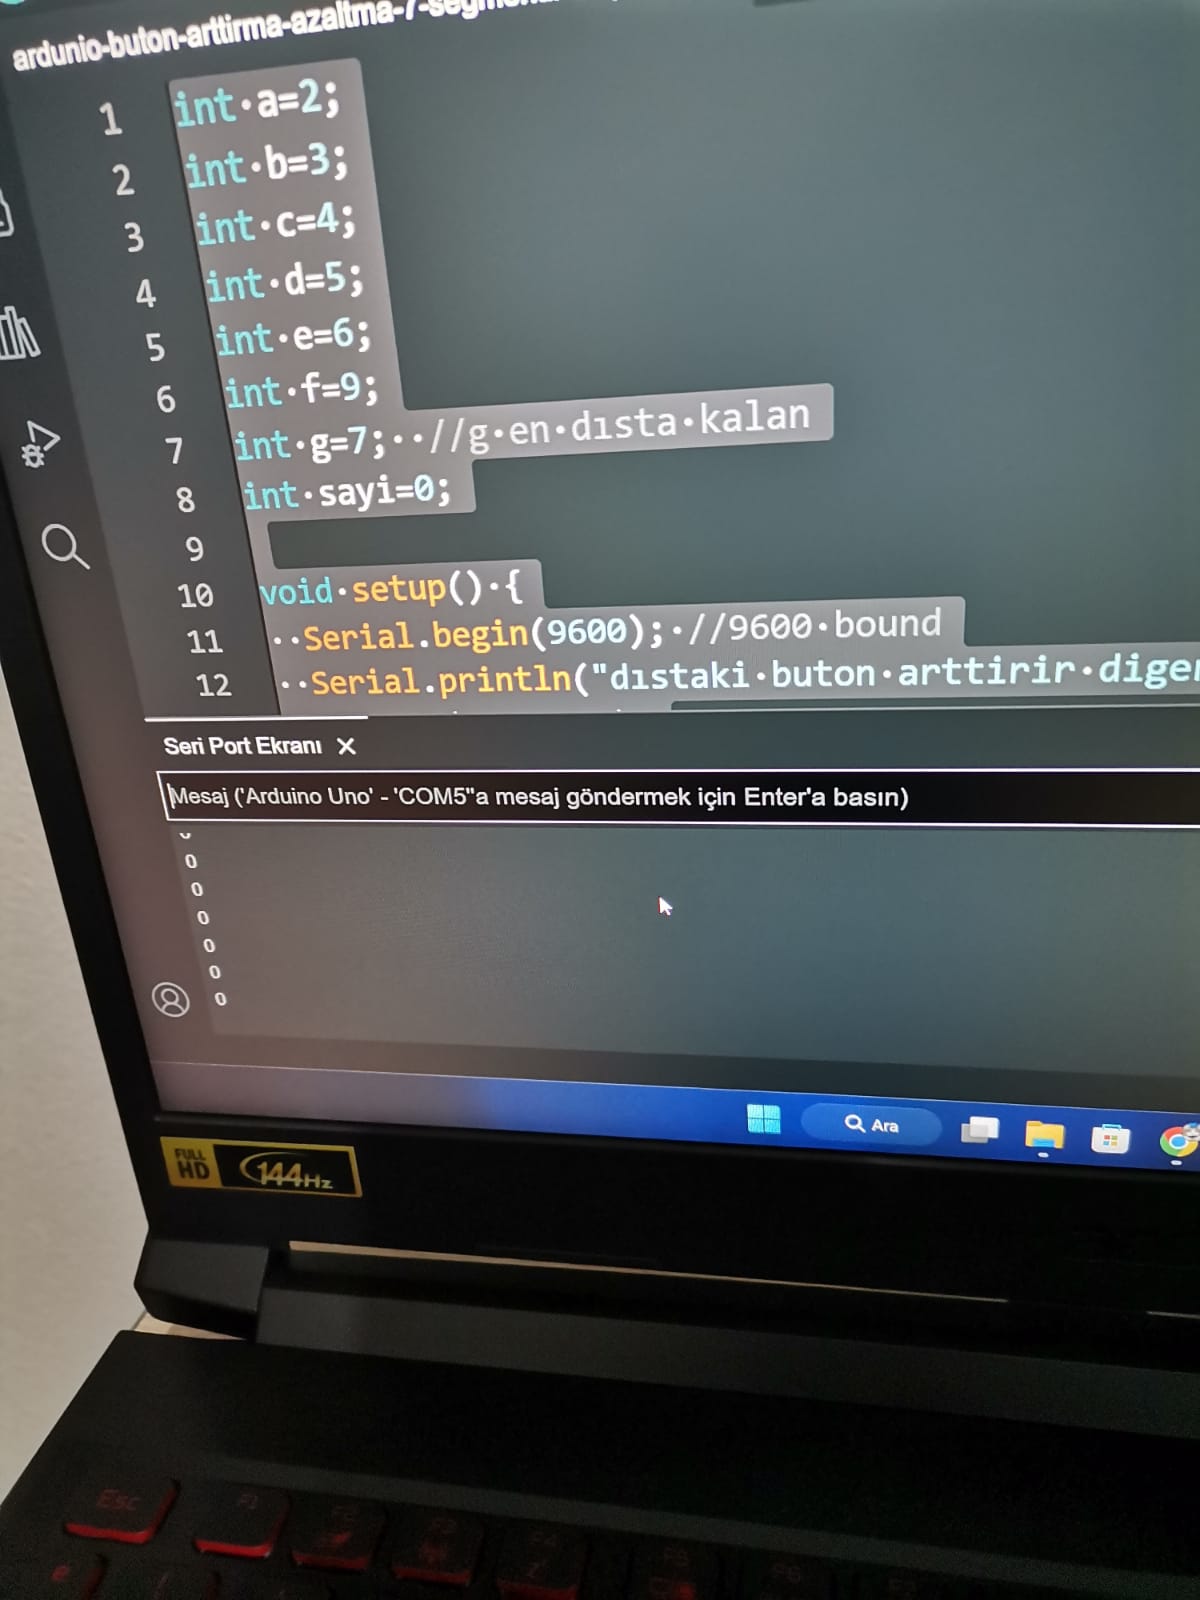 ardunio-buton-arttirma-azaltma-7-segment
1 int a=2;
2 int b=3;
3 int c=4;
4 int d=5;
5 int e=6;
6 int f=9;
7 int g=7; //g en dısta kalan
8 int sayi=0;
9
10 void setup() {
11 Serial.begin(9600); //9600 bound
12 Serial.println("dıstaki buton arttirir diger
Seri Port Ekranı
Mesaj ('Arduino Uno' - 'COM5''a mesaj göndermek için Enter'a basın)
0
0
0
0
0
0
Ara
FULL HD 144Hz
Esc F1
e